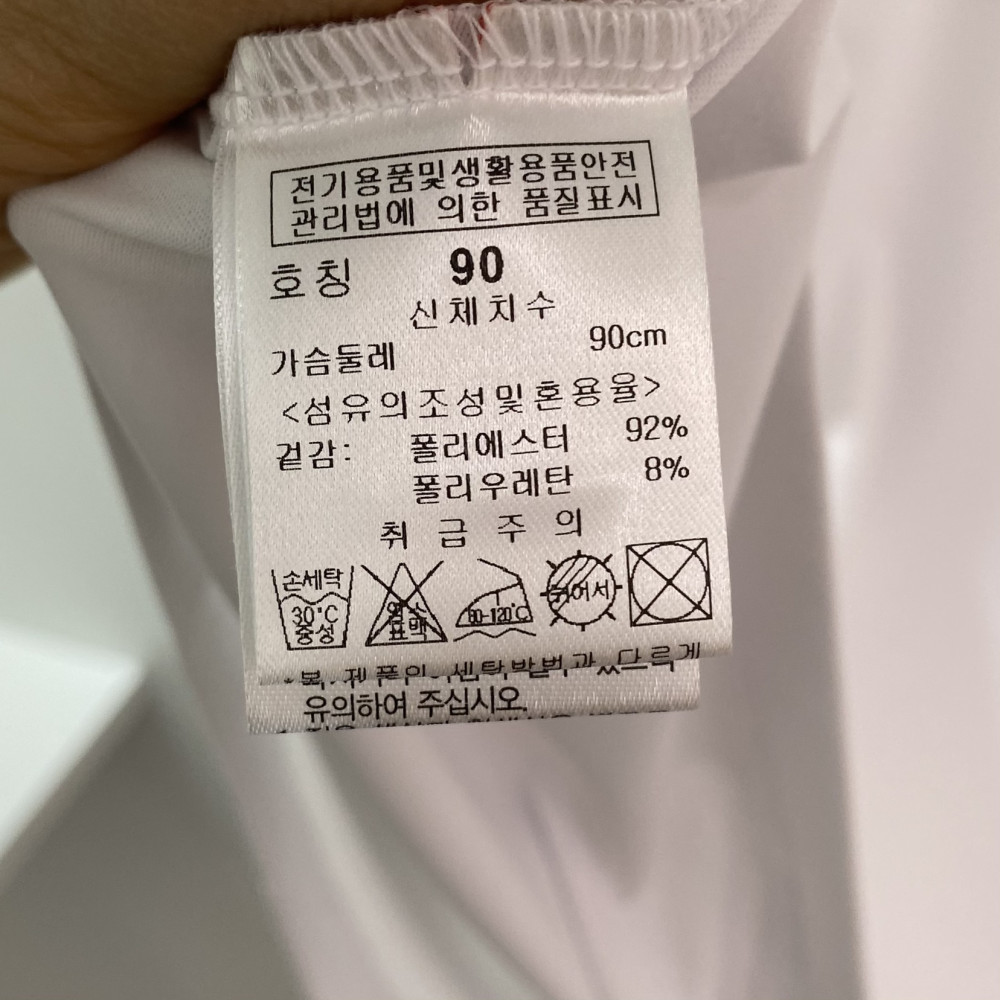 전기용품및생활용품안전
관리법에 의한 품질표시
호칭 90
신체치수
가슴둘레 90cm
<섬유의조성및혼용율>
겉감: 폴리에스터 92%
폴리우레탄 8%
취급주의
손세탁
30°C
중성
염소
표백
80-120°C
뉘어서
유의하여 주십시오.